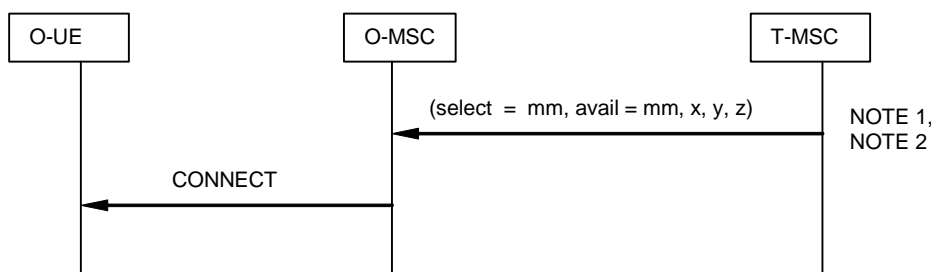 O-UE
O-MSC
T-MSC
(select = mm, avail = mm, x, y, z)
NOTE 1,
NOTE 2
CONNECT